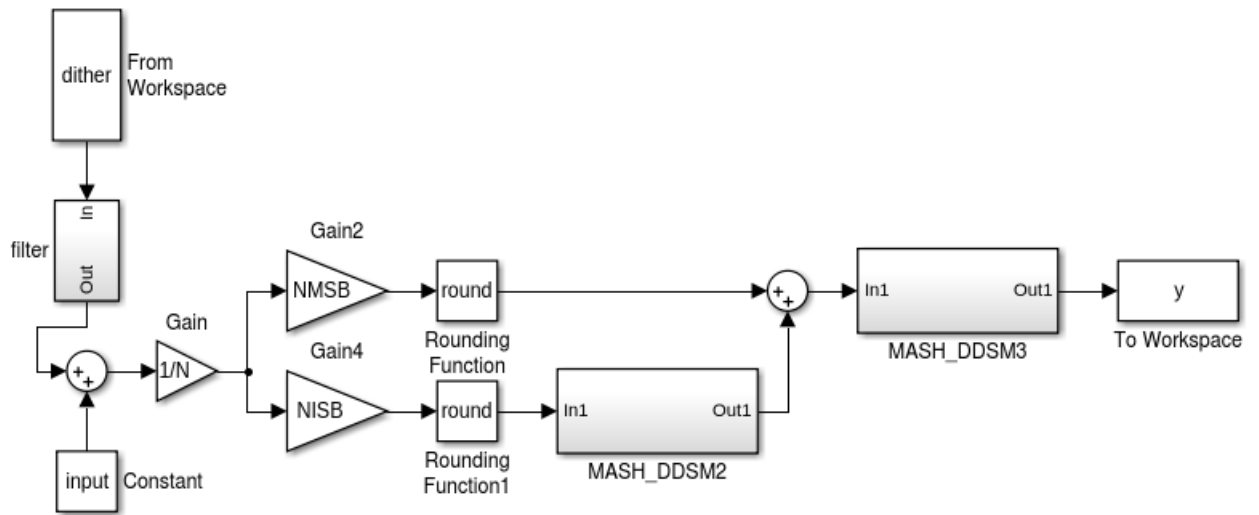 dither
From
Workspace
In
filter
Out
Gain
1/N
+
+
input
Constant
Gain2
NMSB
round
Rounding
Function
Gain4
NISB
round
Rounding
Function1
In1
Out1
MASH_DDSM2
+
+
In1
Out1
MASH_DDSM3
y
To Workspace